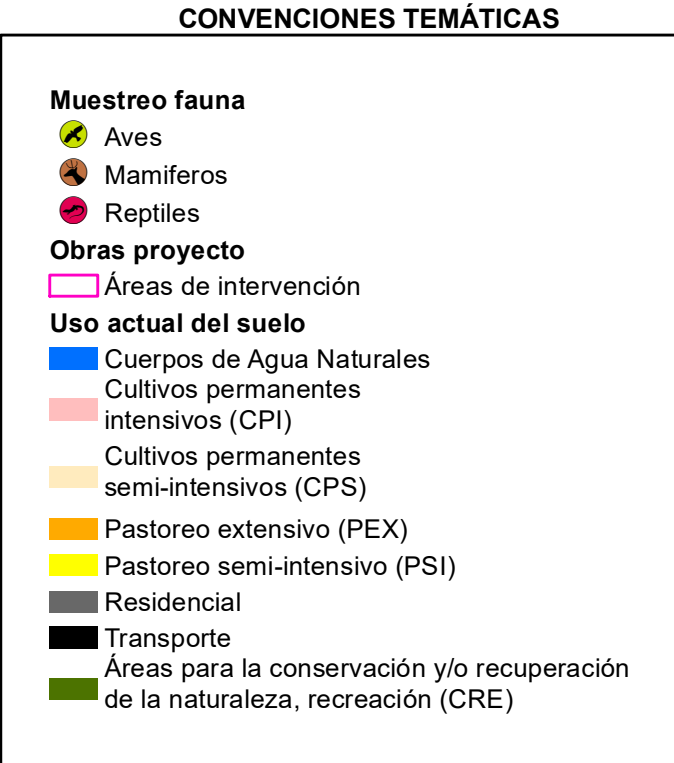 CONVENCIONES TEMÁTICAS
Muestreo fauna
Aves
Mamiferos
Reptiles
Obras proyecto
Áreas de intervención
Uso actual del suelo
Cuerpos de Agua Naturales
Cultivos permanentes
intensivos (CPI)
Cultivos permanentes
semi-intensivos (CPS)
Pastoreo extensivo (PEX)
Pastoreo semi-intensivo (PSI)
Residencial
Transporte
Áreas para la conservación y/o recuperación
de la naturaleza, recreación (CRE)